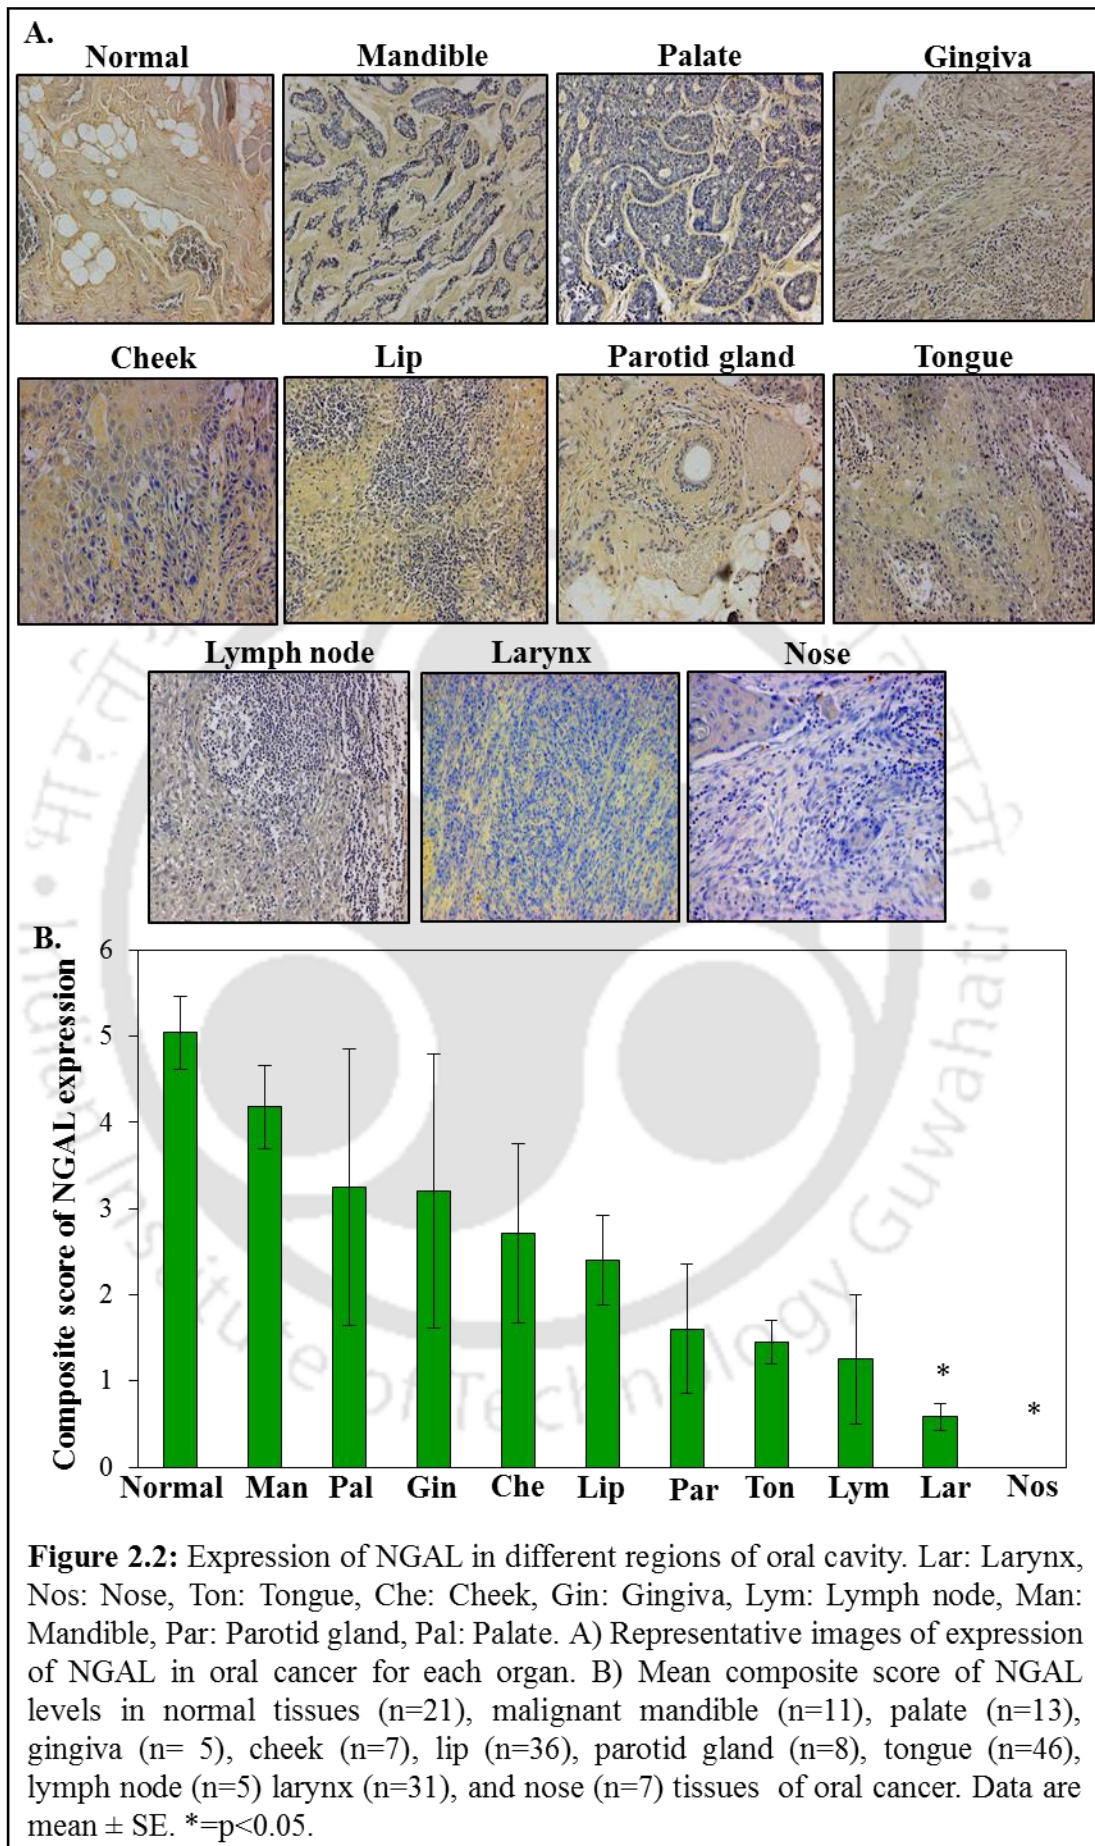 A.
Normal Mandible Palate Gingiva
Cheek Lip Parotid gland Tongue
Lymph node Larynx Nose
B.
Composite score of NGAL expression
6
5
4
3
2
1
0
Normal Man Pal Gin Che Lip Par Ton Lym Lar Nos
* *
Figure 2.2: Expression of NGAL in different regions of oral cavity. Lar: Larynx,
Nos: Nose, Ton: Tongue, Che: Cheek, Gin: Gingiva, Lym: Lymph node, Man:
Mandible, Par: Parotid gland, Pal: Palate. A) Representative images of expression
of NGAL in oral cancer for each organ. B) Mean composite score of NGAL
levels in normal tissues (n=21), malignant mandible (n=11), palate (n=13),
gingiva (n= 5), cheek (n=7), lip (n=36), parotid gland (n=8), tongue (n=46),
lymph node (n=5) larynx (n=31), and nose (n=7) tissues of oral cancer. Data are
mean ± SE. *=p<0.05.
Indian Institute of Technology Guwahati